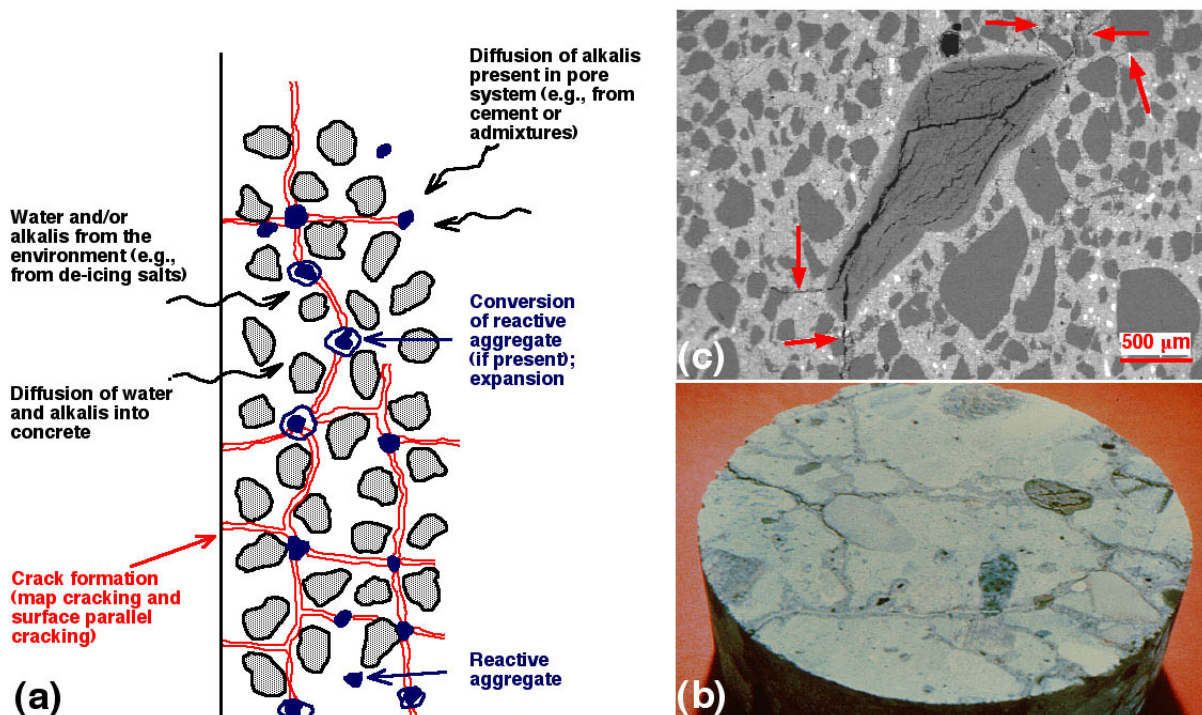 Diffusion of alkalis
present in pore
system (e.g., from
cement or
admixtures)
Water and/or
alkalis from the
environment (e.g.,
from de-icing salts)
Conversion
of reactive
aggregate
(if present);
expansion
Diffusion of water
and alkalis into
concrete
Crack formation
(map cracking and
surface parallel
cracking)
Reactive
aggregate
(a)
(c)
500 µm
(b)